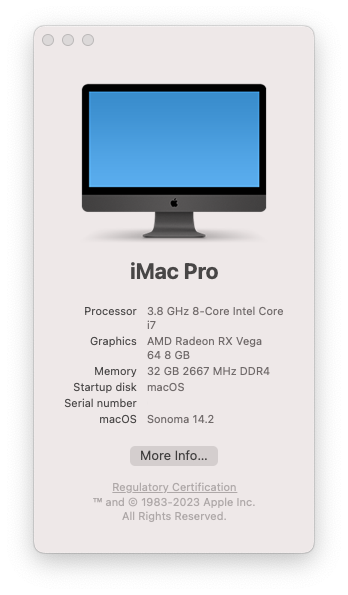 iMac Pro
Processor 3.8 GHz 8-Core Intel Core
i7
Graphics AMD Radeon RX Vega
64 8 GB
Memory 32 GB 2667 MHz DDR4
Startup disk macOS
Serial number
macOS Sonoma 14.2
More Info...
Regulatory Certification
™ and © 1983-2023 Apple Inc.
All Rights Reserved.